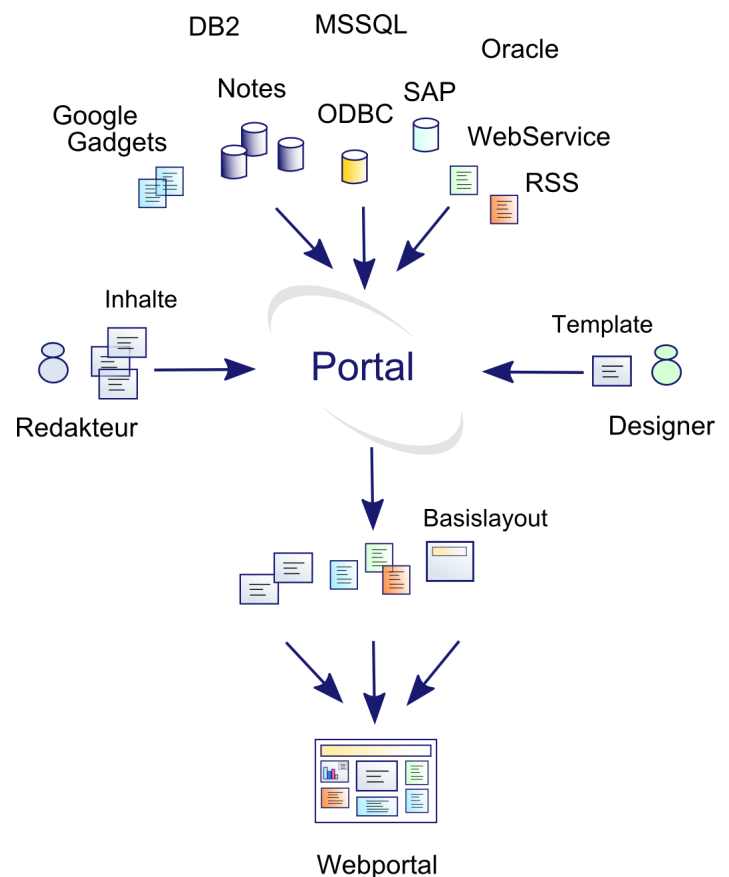 DB2
MSSQL
Oracle
Notes
SAP
Google
Gadgets
ODBC
WebService
RSS
Inhalte
Template
Portal
Redakteur
Designer
Basislayout
Webportal